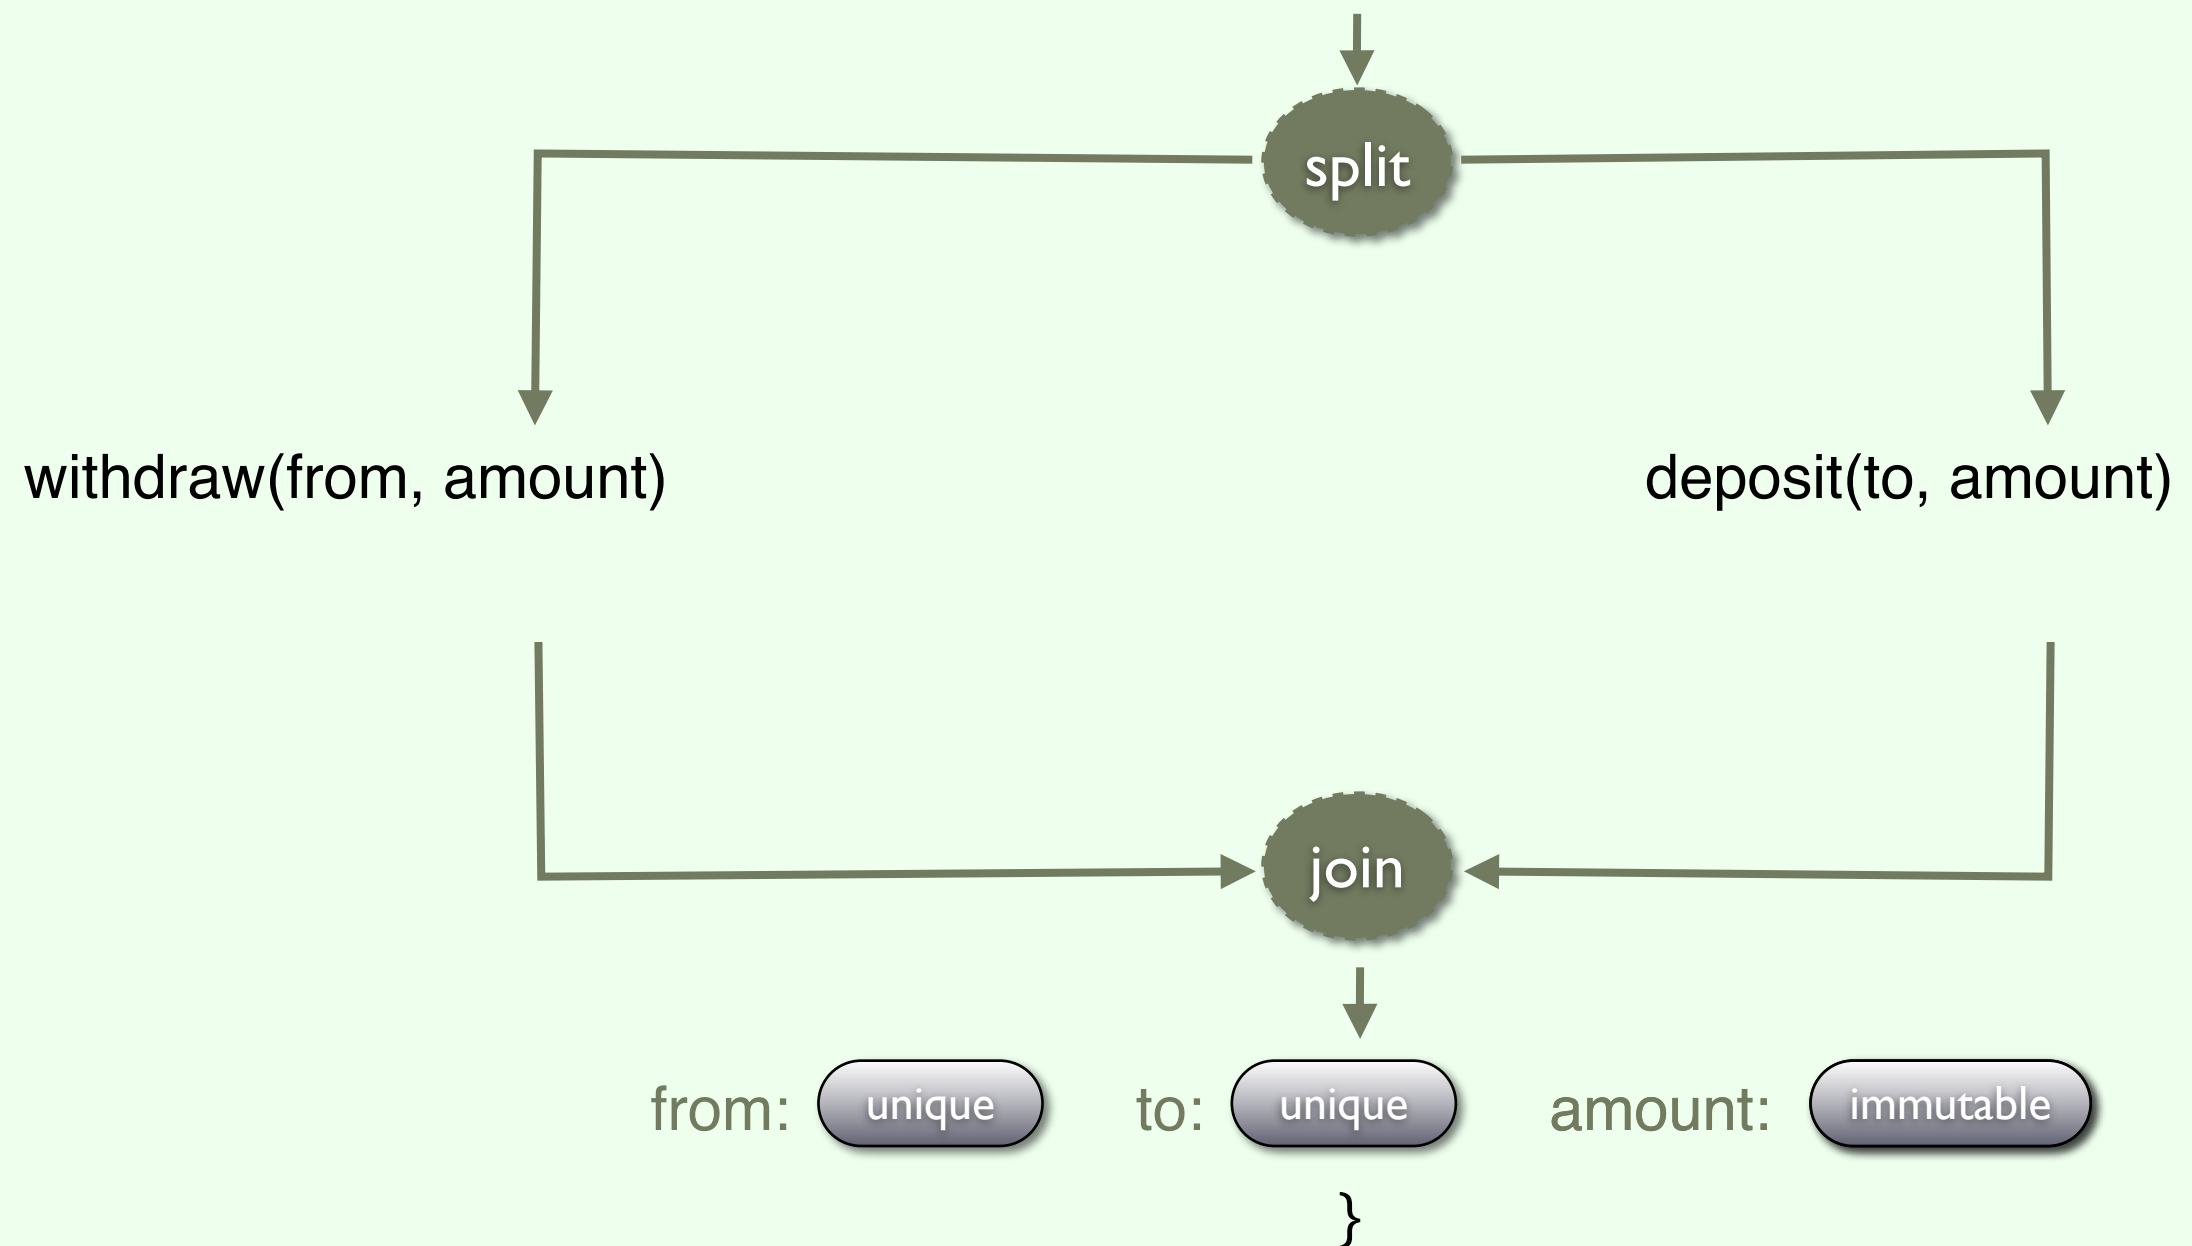 split
withdraw(from, amount)
deposit(to, amount)
join
from: unique to: unique amount: immutable
}